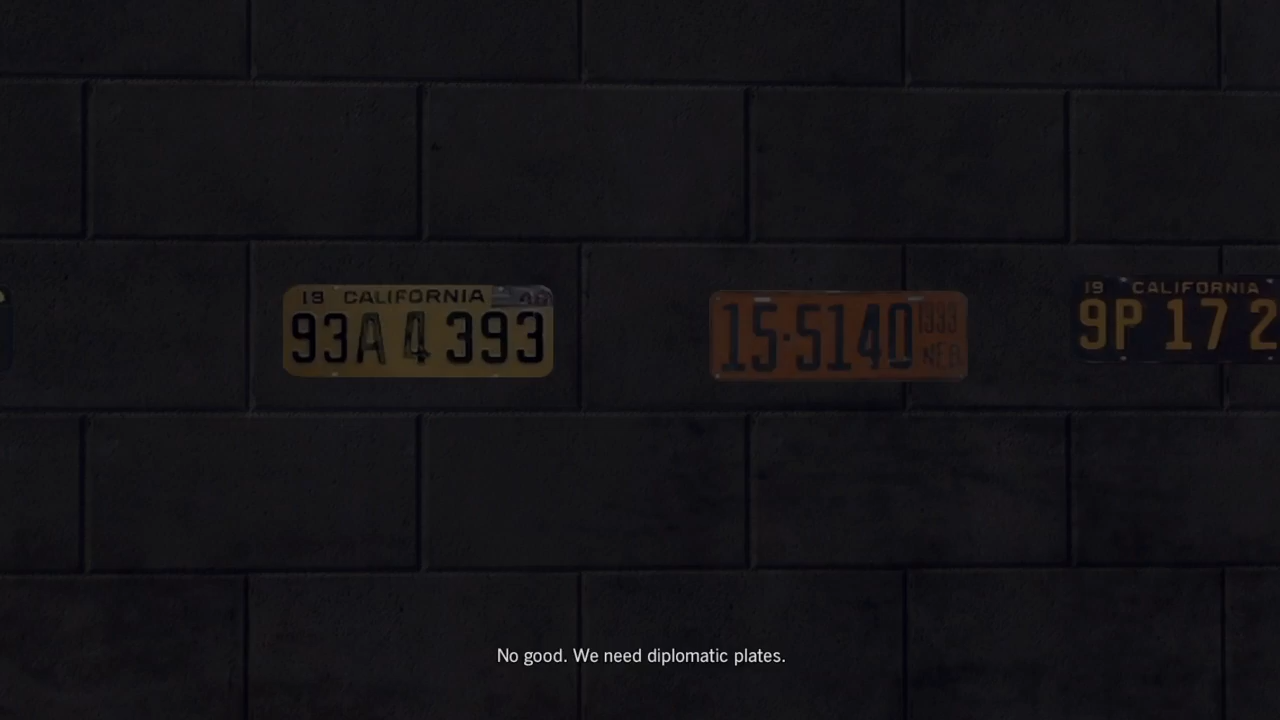 19 CALIFORNIA
93A 4 393
15·5140
1933
NEB
19 CALIFORNIA
9P 17 2
No good. We need diplomatic plates.